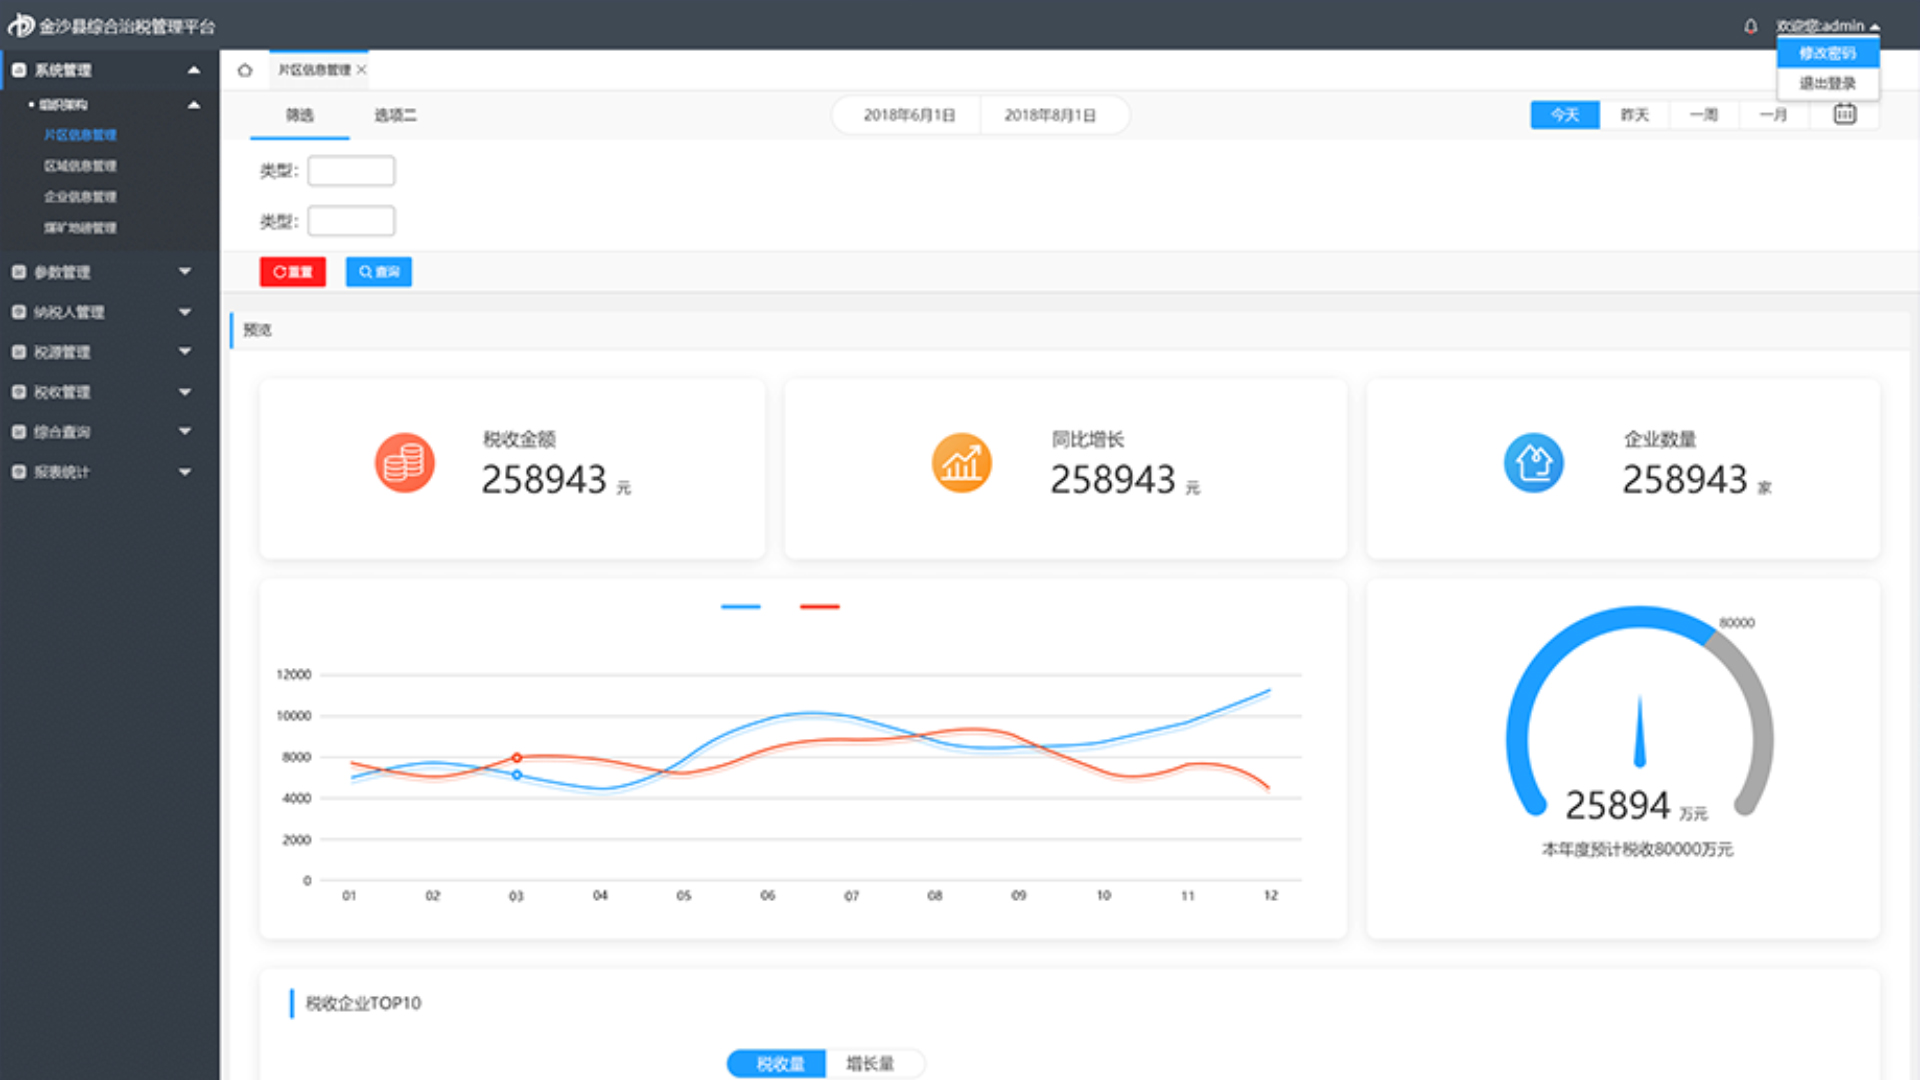 金沙县综合治税管理平台
欢迎您:admin
修改密码
退出登录
系统管理
组织架构
片区信息管理
区域信息管理
企业信息管理
煤矿地磅管理
参数管理
纳税人管理
税源管理
税收管理
综合查询
报表统计
片区信息管理
筛选 选项二 2018年6月1日 2018年8月1日 今天 昨天 一周 一月
类型:
类型:
重置 查询
预览
税收金额
258943 元
同比增长
258943 元
企业数量
258943 家
12000
10000
8000
4000
2000
0
01 02 03 04 05 06 07 08 09 10 11 12
80000
25894 万元
本年度预计税收80000万元
税收企业TOP10
税收量 增长量